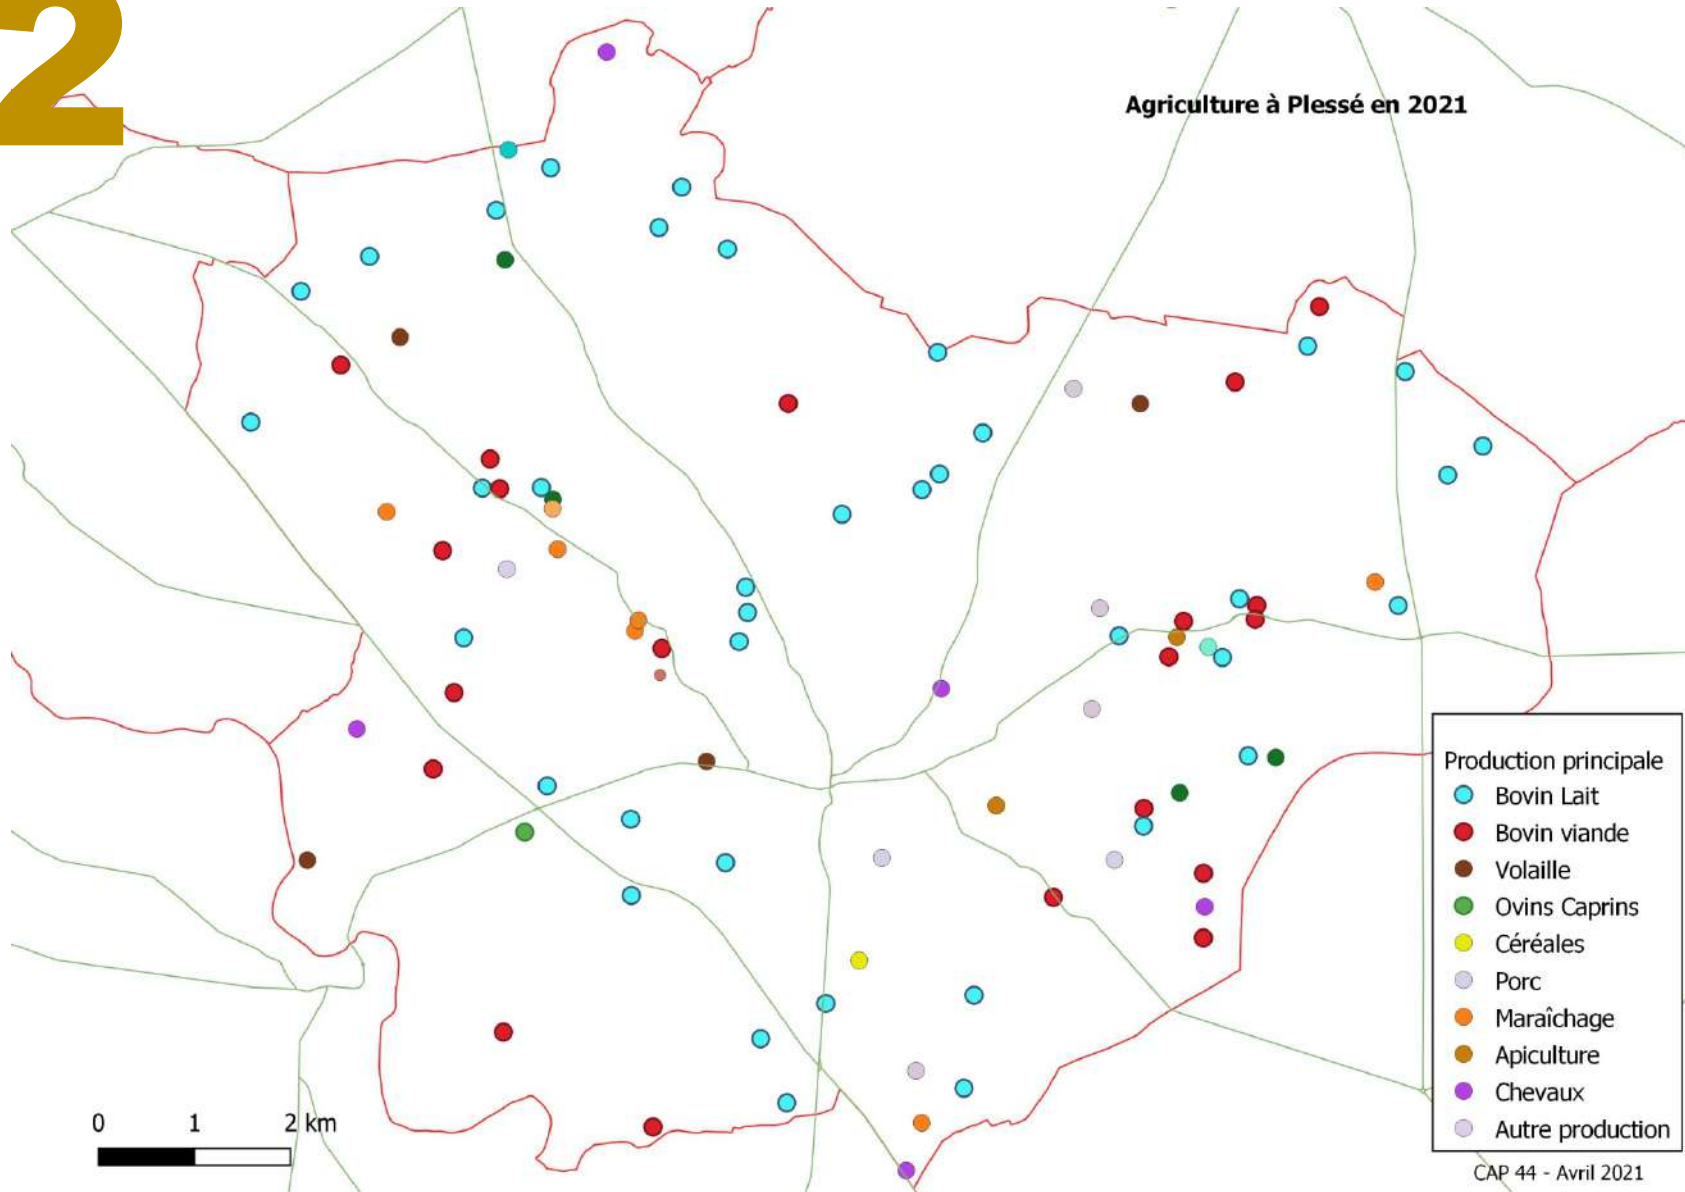 2
Agriculture à Plessé en 2021
Production principale
Bovin Lait
Bovin viande
Volaille
Ovins Caprins
Céréales
Porc
Maraîchage
Apiculture
Chevaux
Autre production
0 1 2 km
CAP 44 - Avril 2021